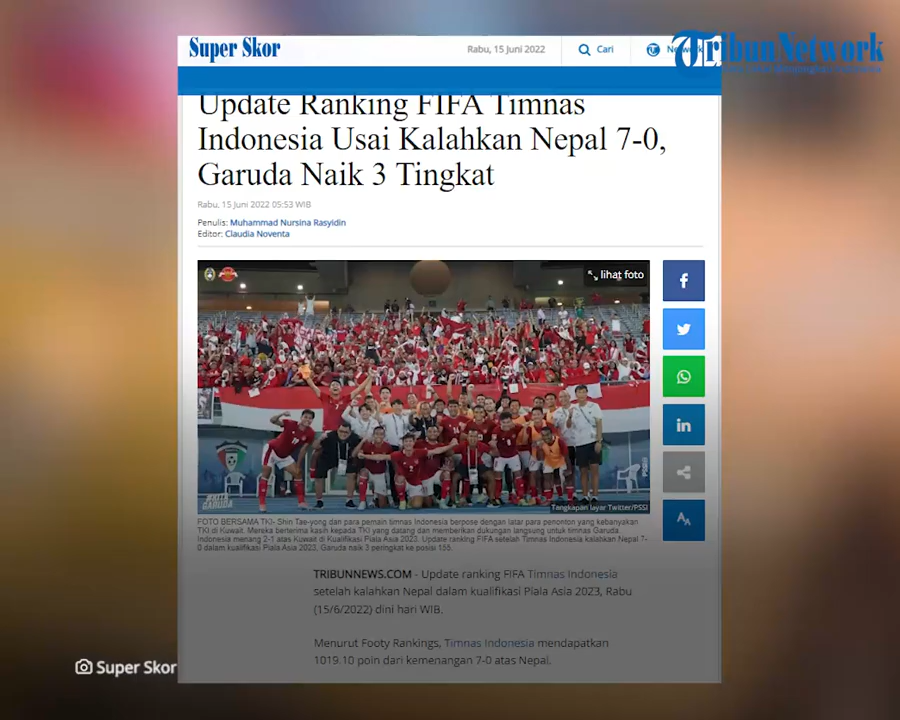 Super Skor
Rabu, 15 Juni 2022
Cari
TribunNetwork
Update Ranking FIFA Timnas
Indonesia Usai Kalahkan Nepal 7-0,
Garuda Naik 3 Tingkat
Rabu, 15 Juni 2022 05:53 WIB
Penulis: Muhammad Nursina Rasyidin
Editor: Claudia Noventa
lihat foto
KITA
GARUDA
PSSI
Tangkapan layar Twitter/PSSI
FOTO BERSAMA TKI- Shin Tae-yong dan para pemain timnas Indonesia berpose dengan latar para penonton yang kebanyakan
TKI di Kuwait. Mereka berterima kasih kepada TKI yang datang dan memberikan dukungan langsung untuk timnas Garuda.
Indonesia menang 2-1 atas Kuwait di Kualifikasi Piala Asia 2023. Update ranking FIFA setelah Timnas Indonesia kalahkan Nepal 7-
0 dalam kualifikasi Piala Asia 2023, Garuda naik 3 peringkat ke posisi 155.
TRIBUNNEWS.COM - Update ranking FIFA Timnas Indonesia
setelah kalahkan Nepal dalam kualifikasi Piala Asia 2023, Rabu
(15/6/2022) dini hari WIB.
Menurut Footy Rankings, Timnas Indonesia mendapatkan
1019.10 poin dari kemenangan 7-0 atas Nepal.
Super Skor